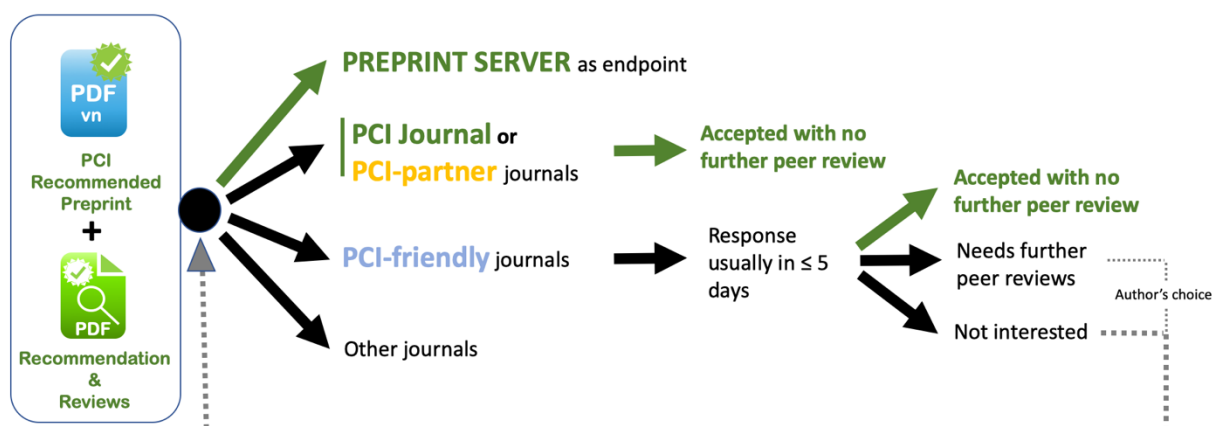 PDF
vn
PCI
Recommended
Preprint
+
PDF
Recommendation
&
Reviews
PREPRINT SERVER as endpoint
PCI Journal or
PCI-partner journals
Accepted with no
further peer review
PCI-friendly journals
Response
usually in ≤ 5
days
Accepted with no
further peer review
Needs further
peer reviews
Author's choice
Not interested
Other journals